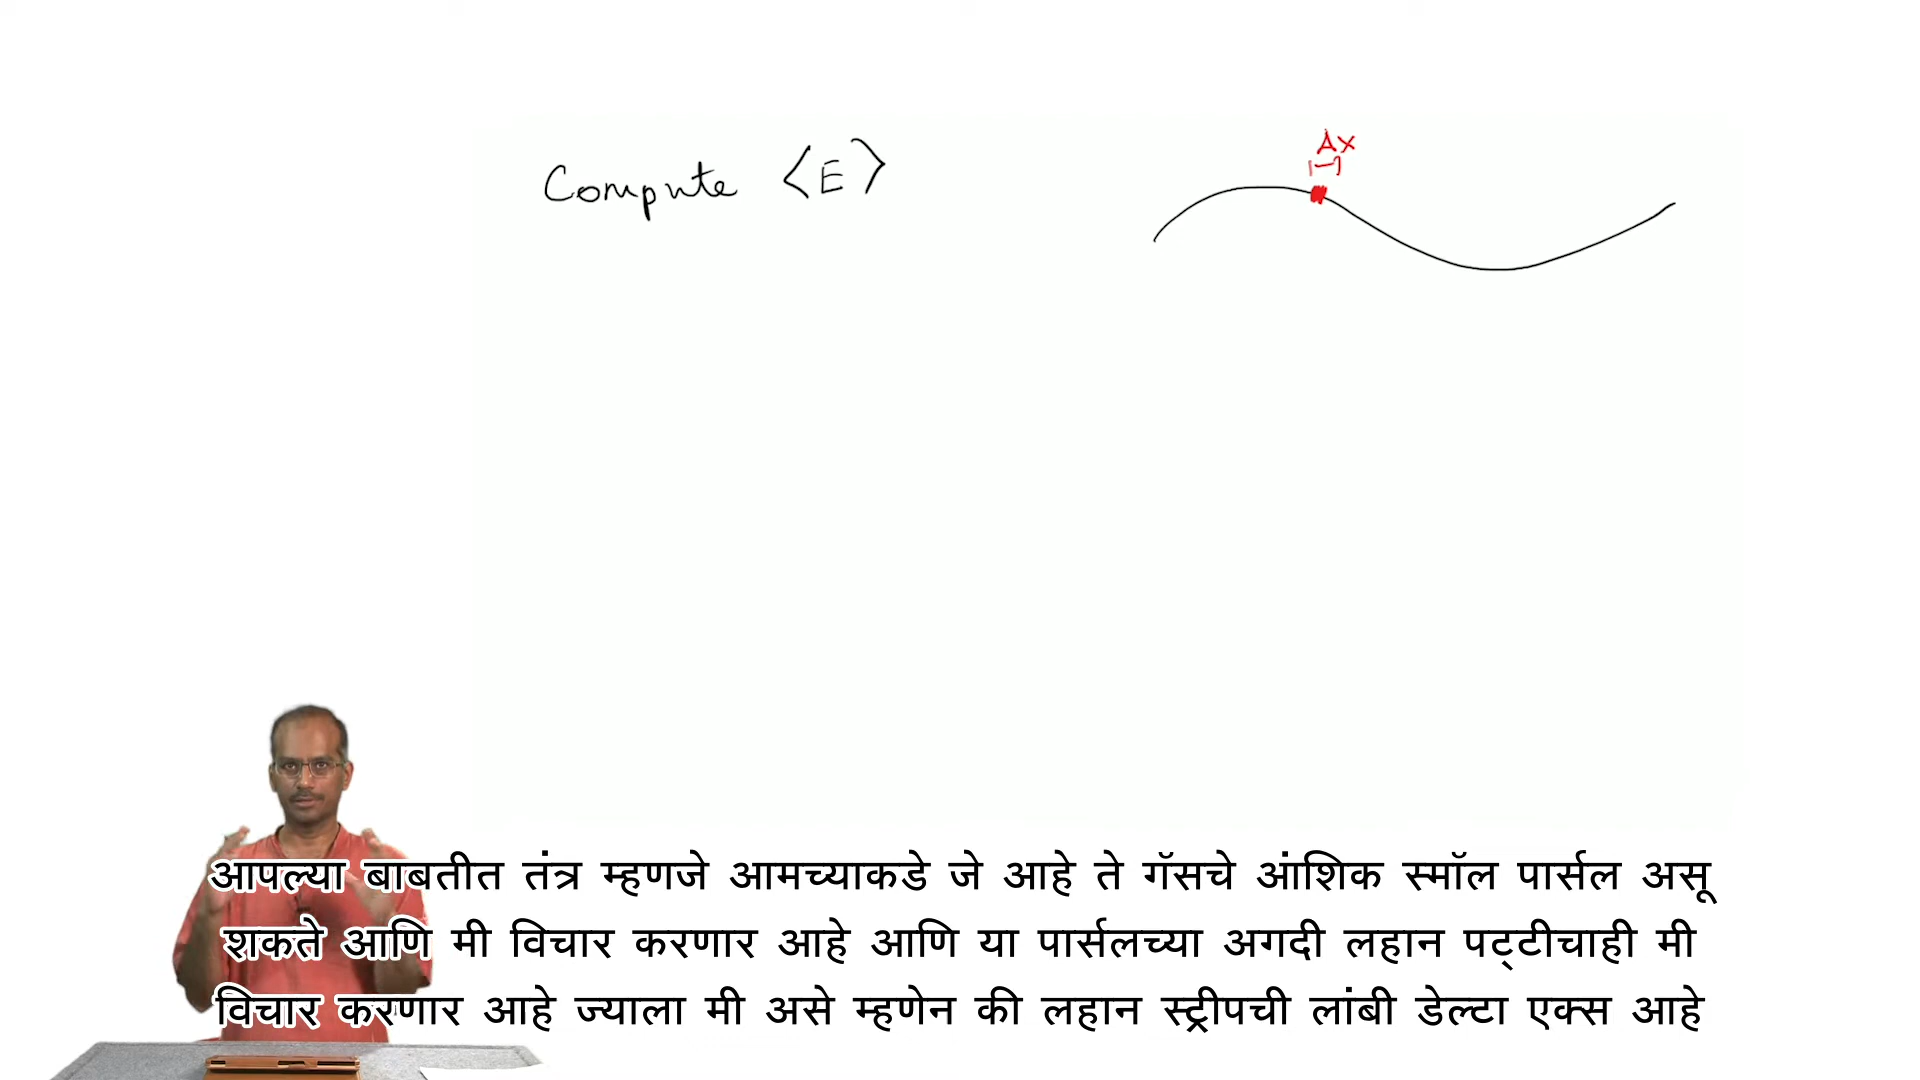 Compute ⟨E⟩
Δx
आपल्या बाबतीत तंत्र म्हणजे आमच्याकडे जे आहे ते गॅसचे आंशिक स्मॉल पार्सल असू
शकते आणि मी विचार करणार आहे आणि या पार्सलच्या अगदी लहान पट्टीचाही मी
विचार करणार आहे ज्याला मी असे म्हणेन की लहान स्ट्रीपची लांबी डेल्टा एक्स आहे